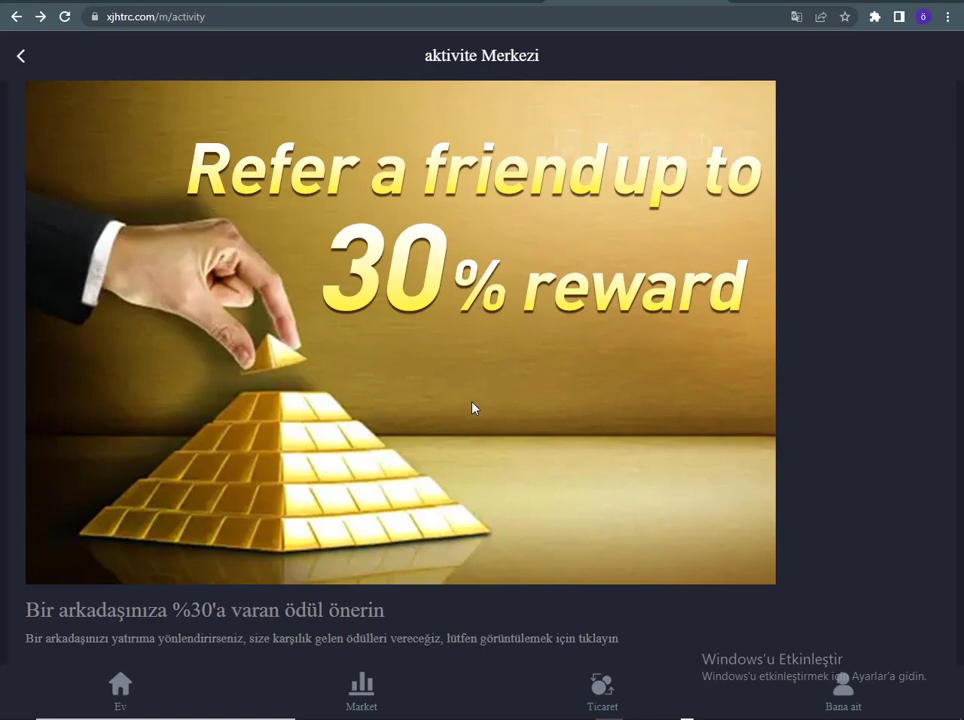 xjhtrc.com/m/activity
ö
aktivite Merkezi
Refer a friend up to
30% reward
Bir arkadaşınıza %30'a varan ödül önerin
Bir arkadaşınızı yatırıma yönlendirirseniz, size karşılık gelen ödülleri vereceğiz, lütfen görüntülemek için tıklayın
Windows'u Etkinleştir
Windows'u etkinleştirmek için Ayarlar'a gidin.
Ev
Market
Ticaret
Bana ait